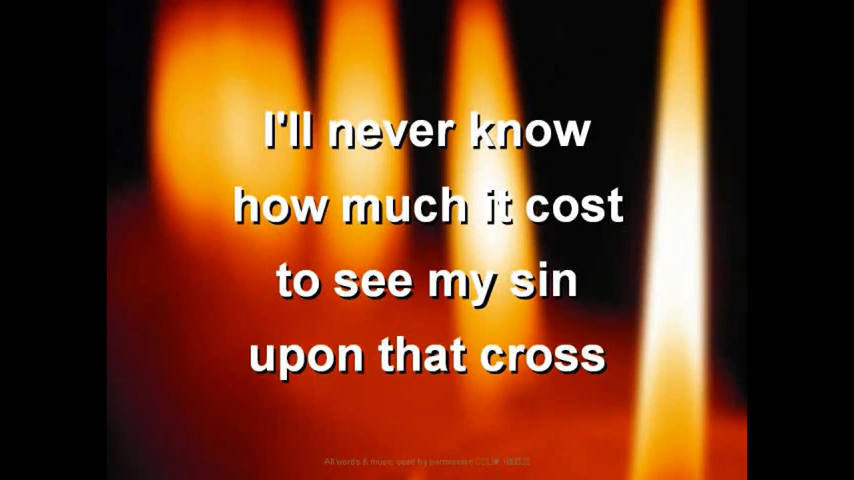 I'll never know
how much it cost
to see my sin
upon that cross
All words & music used by permission CCLI#